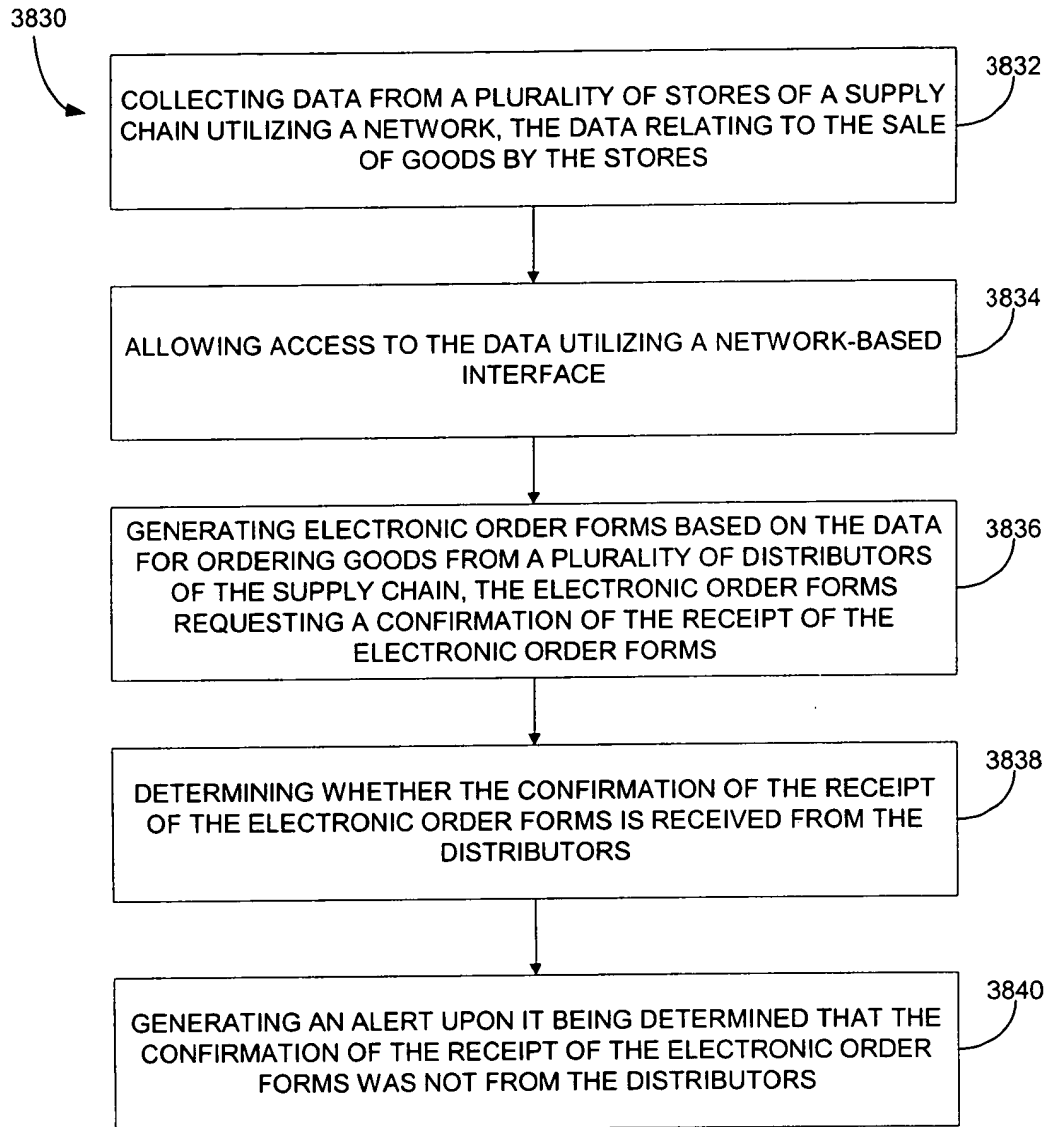 3830
3832
COLLECTING DATA FROM A PLURALITY OF STORES OF A SUPPLY
CHAIN UTILIZING A NETWORK, THE DATA RELATING TO THE SALE
OF GOODS BY THE STORES
3834
ALLOWING ACCESS TO THE DATA UTILIZING A NETWORK-BASED
INTERFACE
3836
GENERATING ELECTRONIC ORDER FORMS BASED ON THE DATA
FOR ORDERING GOODS FROM A PLURALITY OF DISTRIBUTORS
OF THE SUPPLY CHAIN, THE ELECTRONIC ORDER FORMS
REQUESTING A CONFIRMATION OF THE RECEIPT OF THE
ELECTRONIC ORDER FORMS
3838
DETERMINING WHETHER THE CONFIRMATION OF THE RECEIPT
OF THE ELECTRONIC ORDER FORMS IS RECEIVED FROM THE
DISTRIBUTORS
3840
GENERATING AN ALERT UPON IT BEING DETERMINED THAT THE
CONFIRMATION OF THE RECEIPT OF THE ELECTRONIC ORDER
FORMS WAS NOT FROM THE DISTRIBUTORS